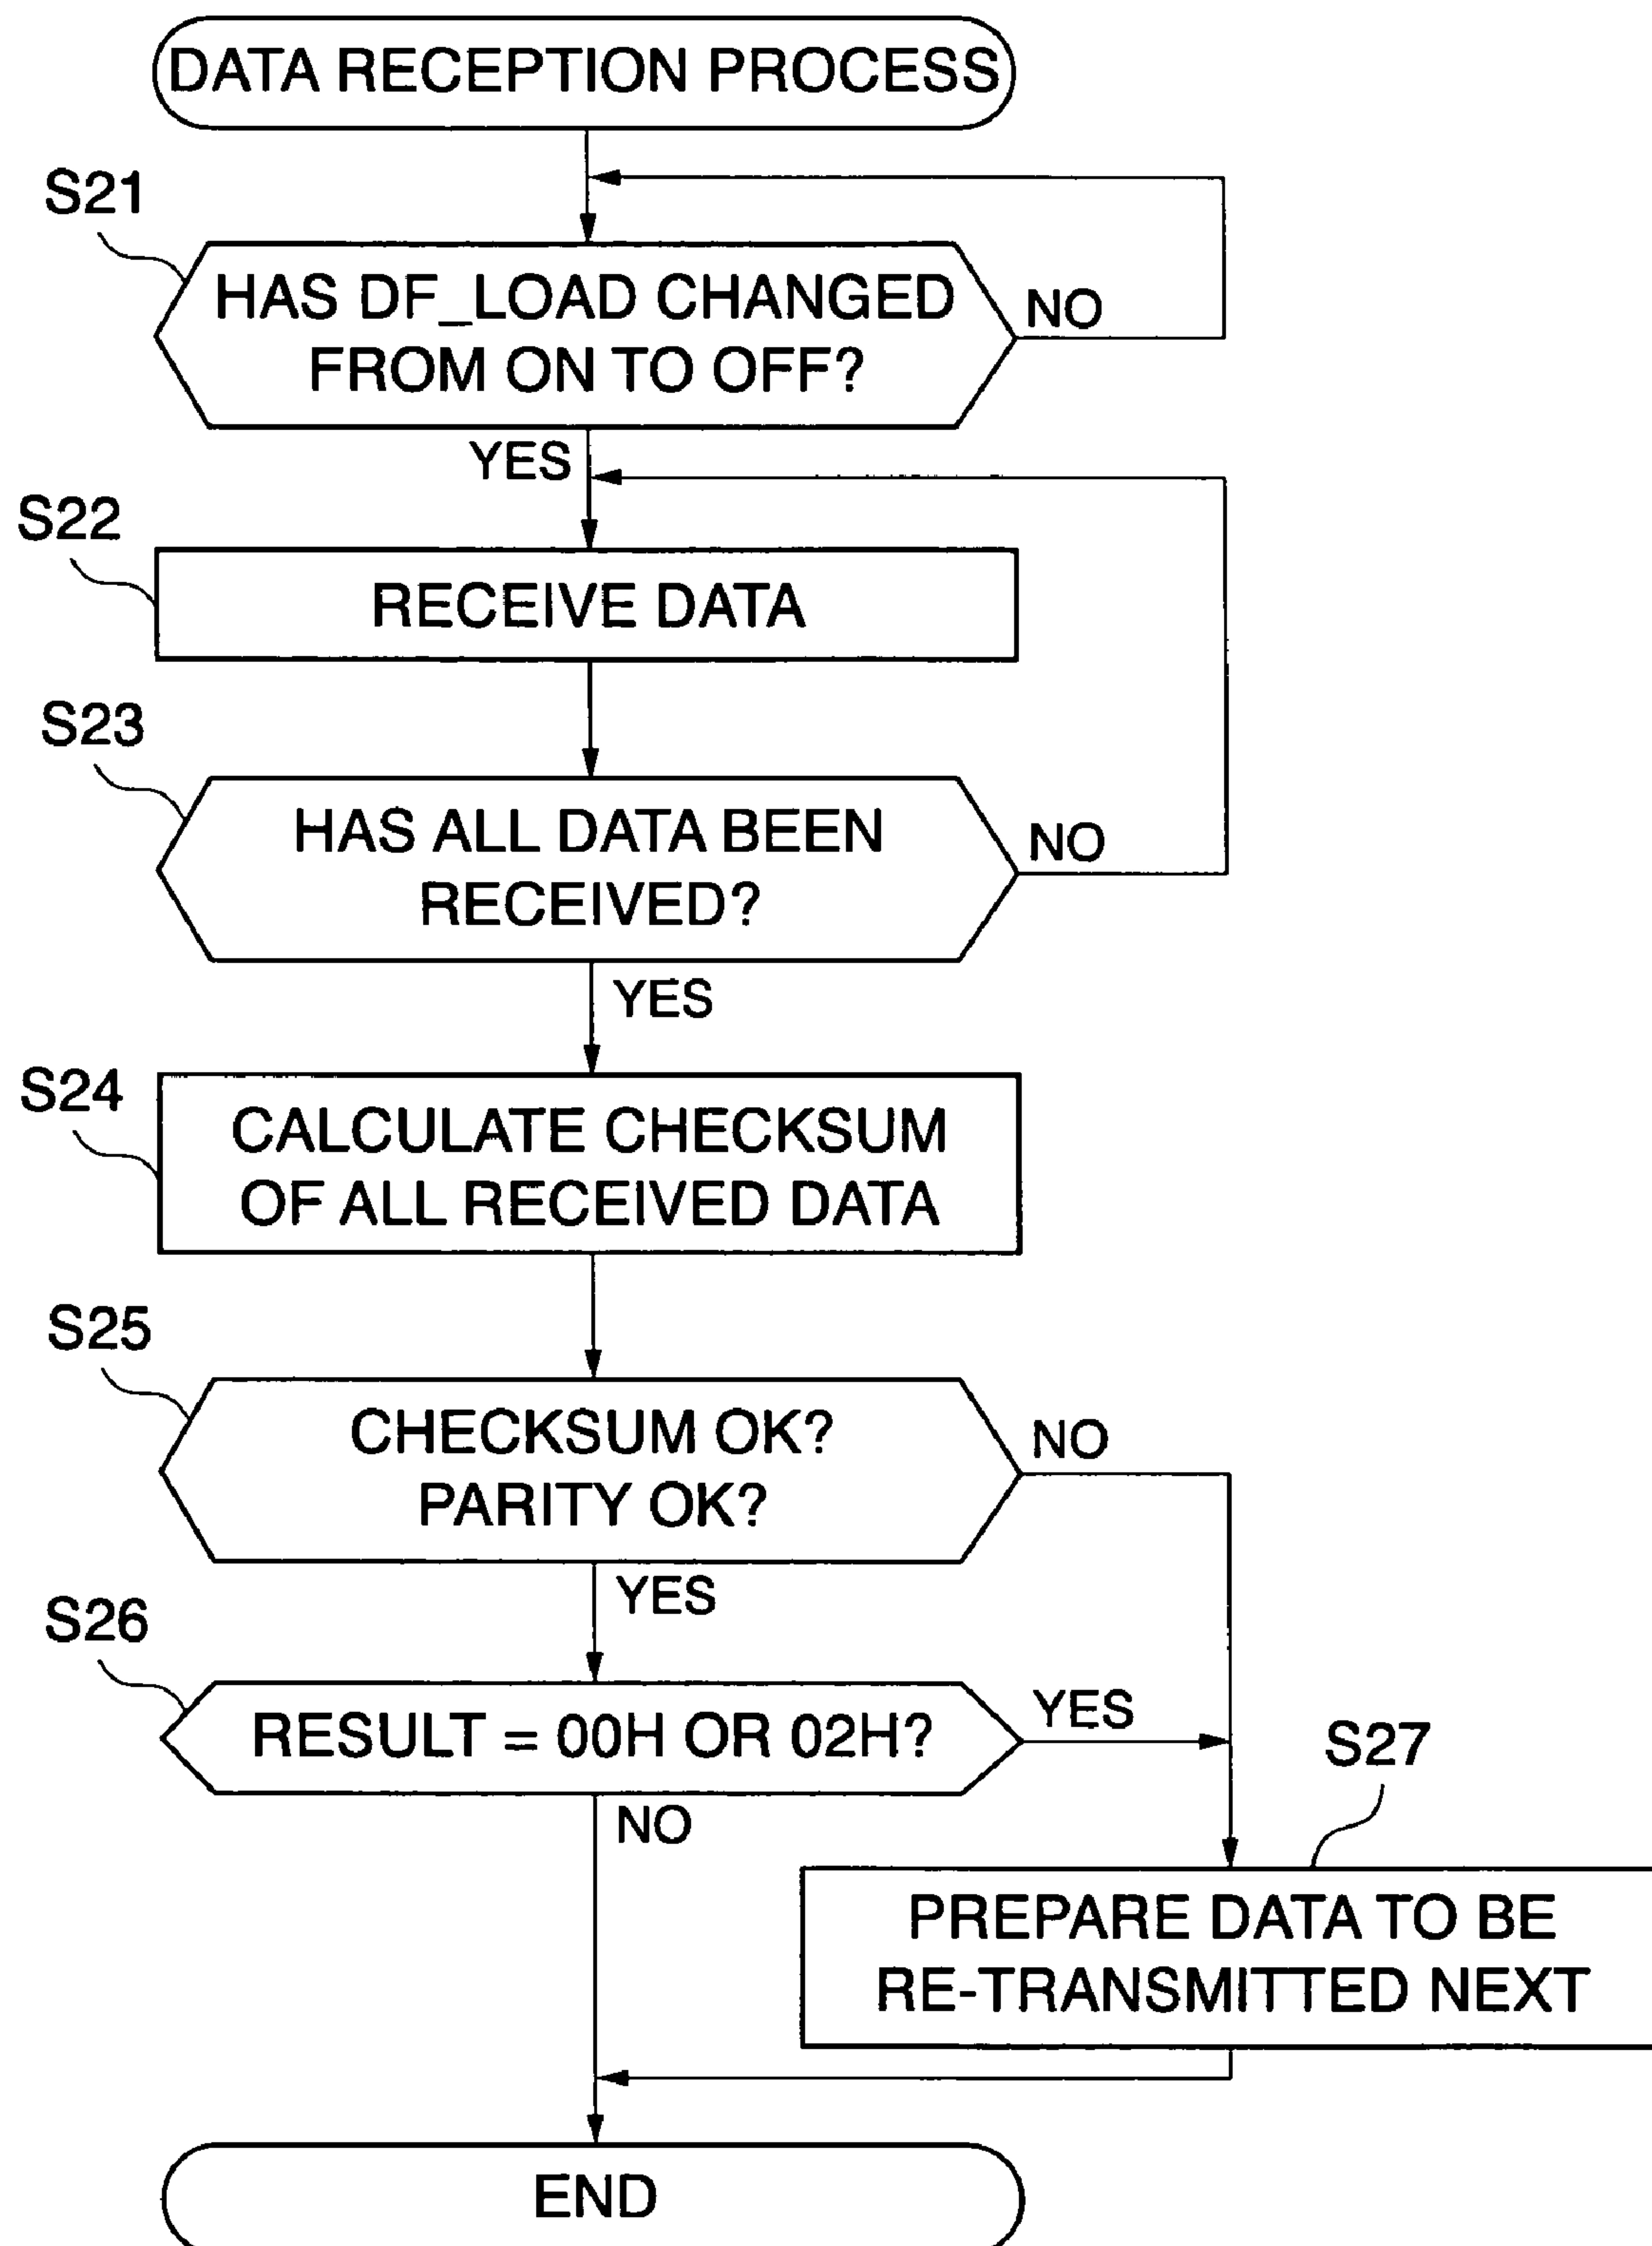 DATA RECEPTION PROCESS
S21
HAS DF_LOAD CHANGED
FROM ON TO OFF?
NO
YES
S22
RECEIVE DATA
S23
HAS ALL DATA BEEN
RECEIVED?
NO
YES
S24
CALCULATE CHECKSUM
OF ALL RECEIVED DATA
S25
CHECKSUM OK?
PARITY OK?
NO
YES
S26
RESULT = 00H OR 02H?
YES
NO
S27
PREPARE DATA TO BE
RE-TRANSMITTED NEXT
END